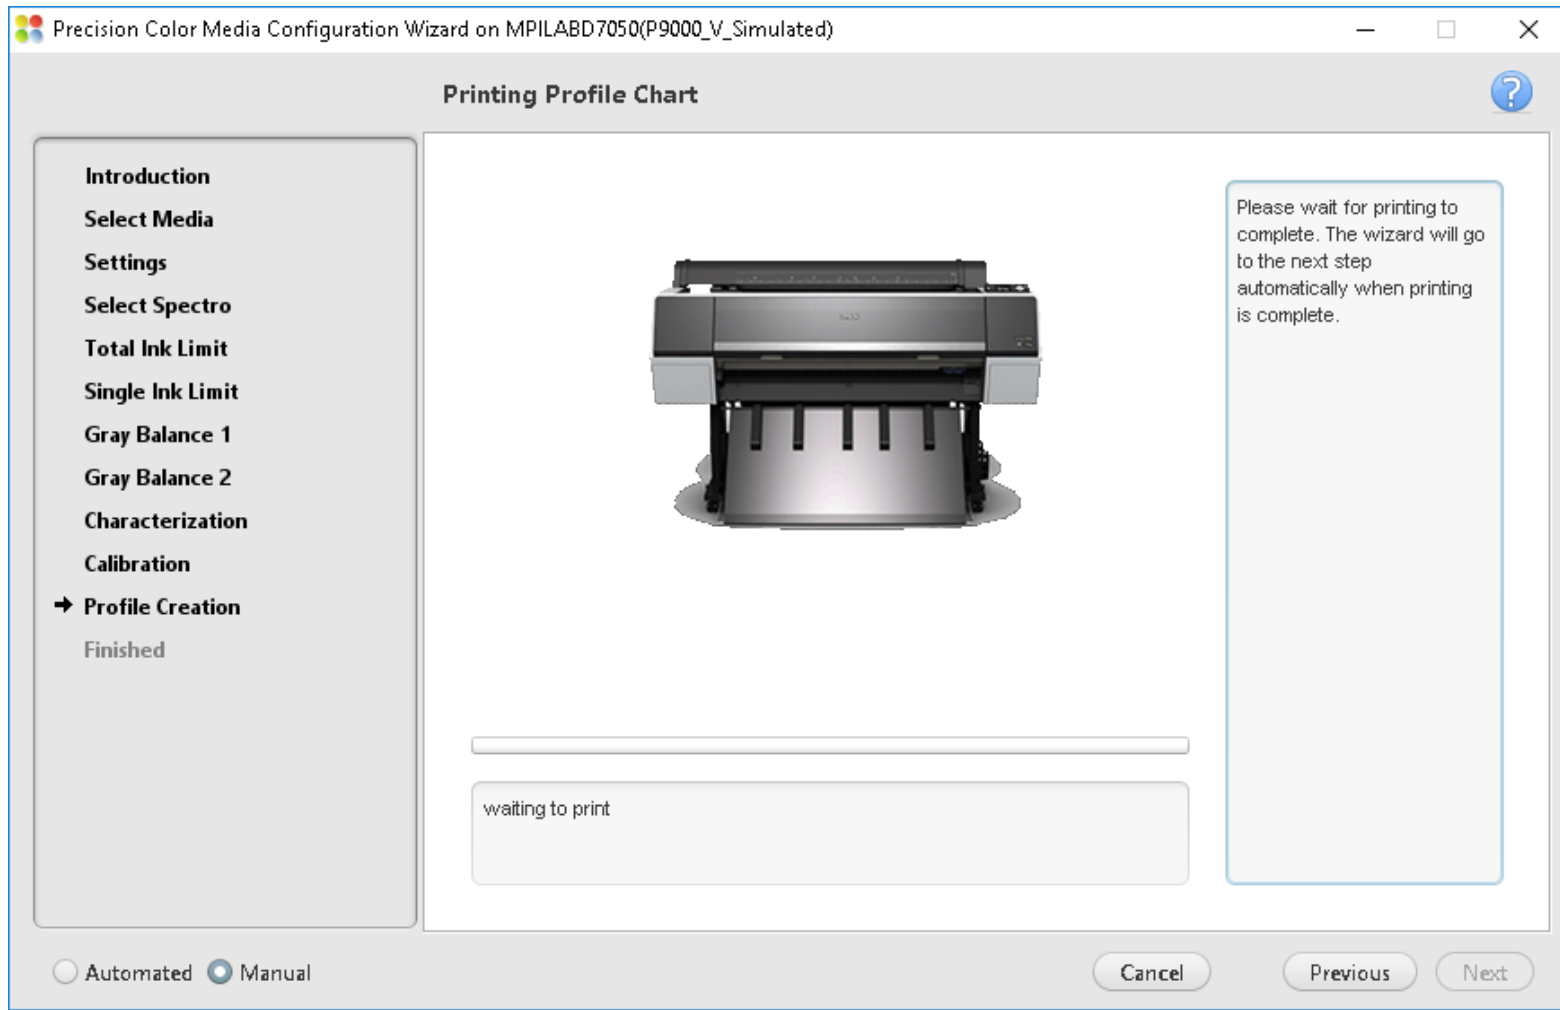 Precision Color Media Configuration Wizard on MPILABD7050(P9000_V_Simulated)
Printing Profile Chart
?
Introduction
Select Media
Settings
Select Spectro
Total Ink Limit
Single Ink Limit
Gray Balance 1
Gray Balance 2
Characterization
Calibration
Profile Creation
Finished
Please wait for printing to
complete. The wizard will go
to the next step
automatically when printing
is complete.
waiting to print
Automated
Manual
Cancel
Previous
Next